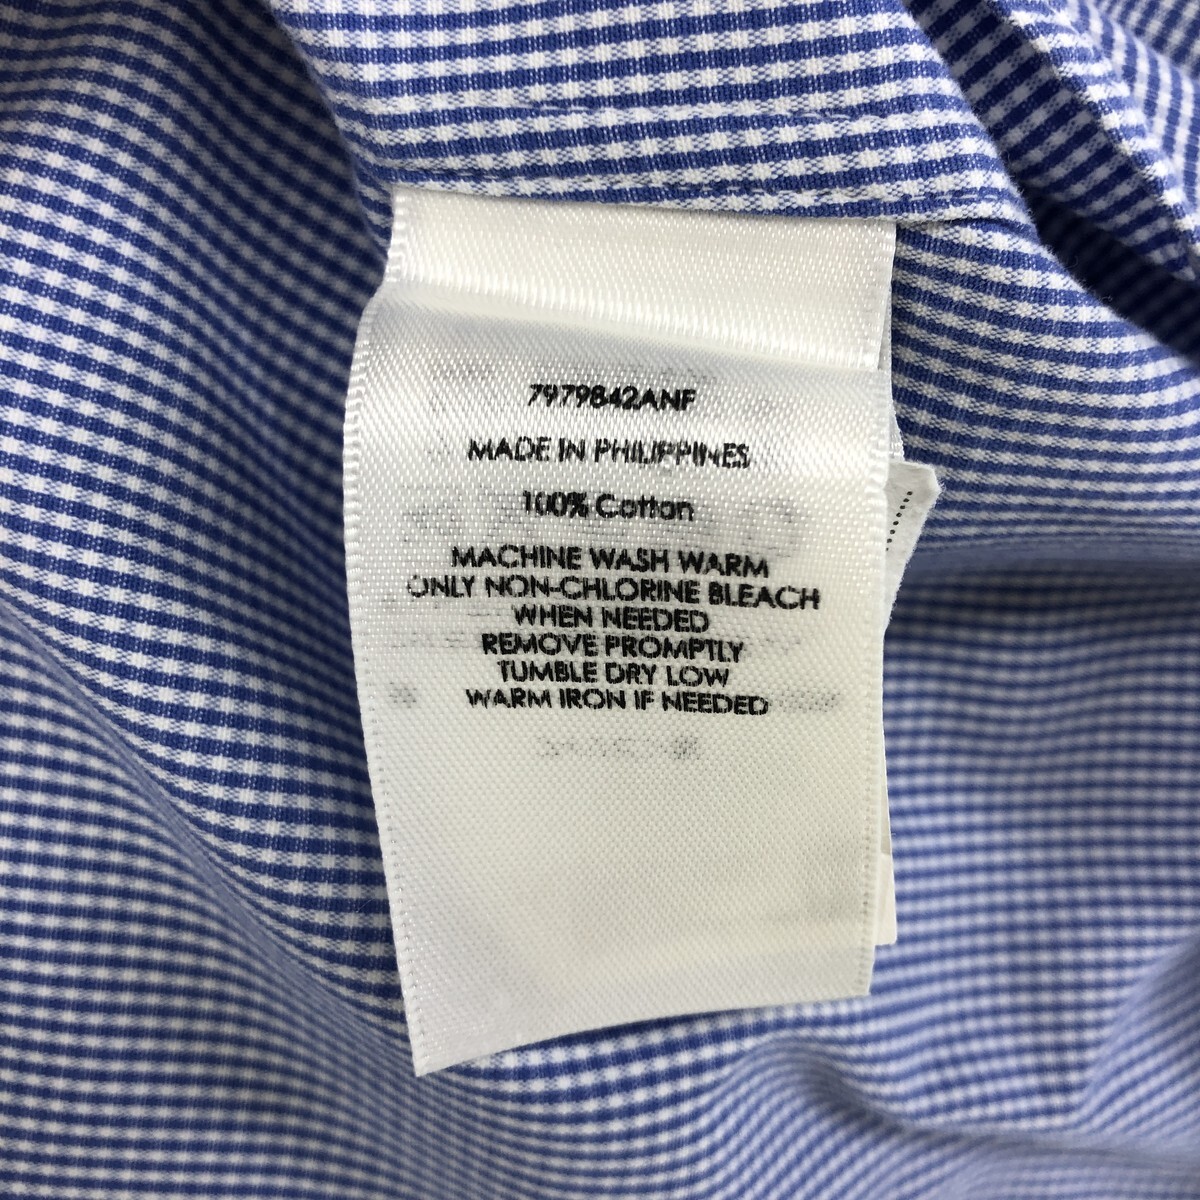 7979842ANF
MADE IN PHILIPPINES
100% Cotton
MACHINE WASH WARM
ONLY NON-CHLORINE BLEACH
WHEN NEEDED
REMOVE PROMPTLY
TUMBLE DRY LOW
WARM IRON IF NEEDED